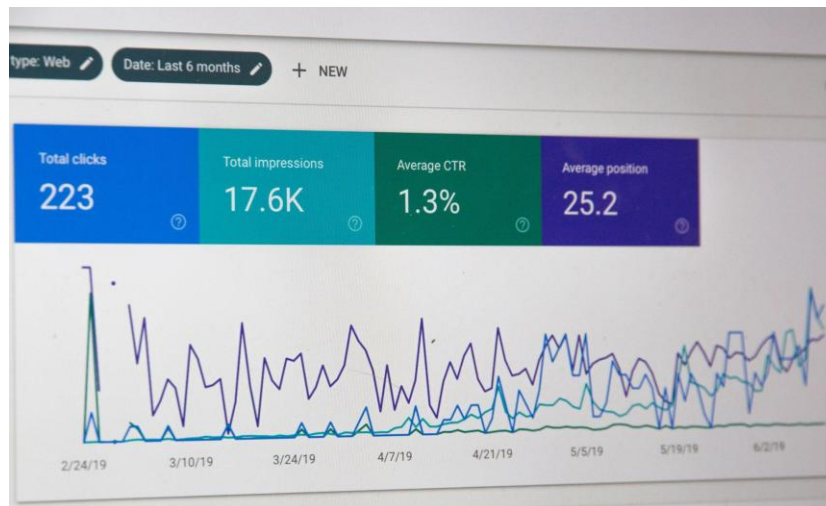 type: Web
Date: Last 6 months
+ NEW
Total clicks
223
Total impressions
17.6K
Average CTR
1.3%
Average position
25.2
2/24/19
3/10/19
3/24/19
4/7/19
4/21/19
5/5/19
5/19/19
6/2/19